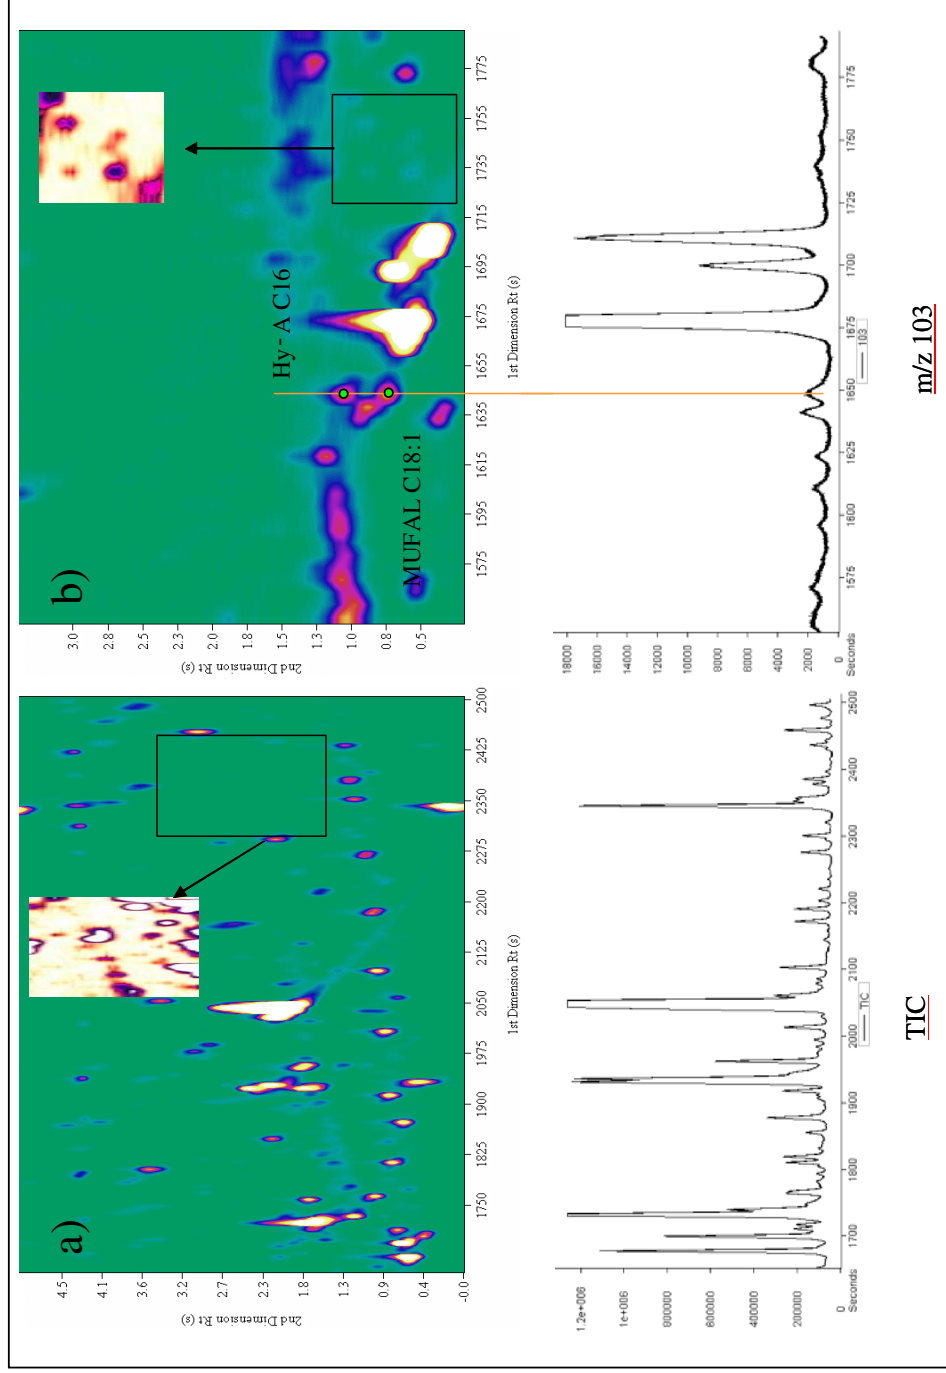 a)
4.5
4.1
3.6
3.2
2.7
2.3
1.8
1.3
0.9
0.4
-0.0
2nd Dimension Rt (s)
1750 1825 1900 1975 2050 2125 2200 2275 2350 2425 2500
1st Dimension Rt (s)
b)
3.0
2.8
2.5
2.3
2.0
1.8
1.5
1.3
1.0
0.8
0.5
2nd Dimension Rt (s)
Hy- A C16
MUFAL C18:1
1575 1595 1615 1635 1655 1675 1695 1715 1735 1755 1775
1st Dimension Rt (s)
1.2e+006
1e+006
800000
600000
400000
200000
0
Seconds 1700 1800 1900 2000 2100 2200 2300 2400 2500
TIC
TIC
18000
16000
14000
12000
10000
8000
6000
4000
2000
0
Seconds 1575 1600 1625 1650 1675 1700 1725 1750 1775
103
m/z 103